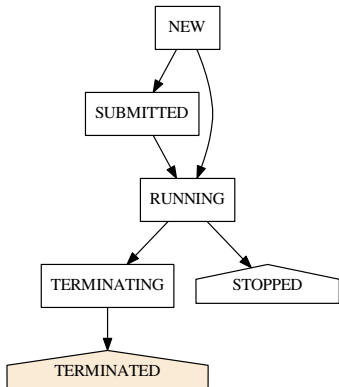 NEW
SUBMITTED
RUNNING
TERMINATING
STOPPED
TERMINATED